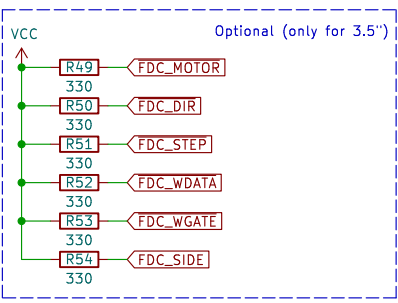 Optional (only for 3.5")
VCC
R49 FDC_MOTOR
330
R50 FDC_DIR
330
R51 FDC_STEP
330
R52 FDC_WDATA
330
R53 FDC_WGATE
330
R54 FDC_SIDE
330